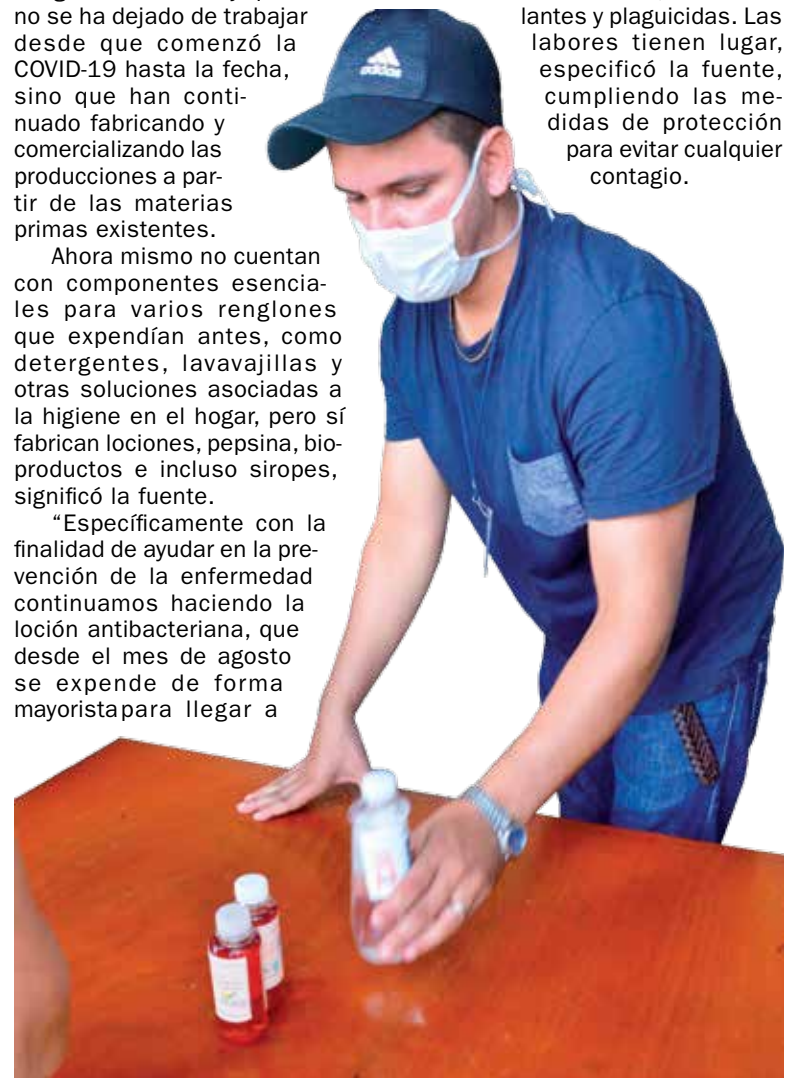 no se ha dejado de trabajar
desde que comenzó la
COVID-19 hasta la fecha,
sino que han conti-
nuado fabricando y
comercializando las
producciones a par-
tir de las materias
primas existentes.
Ahora mismo no cuentan
con componentes esencia-
les para varios renglones
que expendían antes, como
detergentes, lavavajillas y
otras soluciones asociadas a
la higiene en el hogar, pero sí
fabrican lociones, pepsina, bio-
productos e incluso siropes,
significó la fuente.
“Específicamente con la
finalidad de ayudar en la pre-
vención de la enfermedad
continuamos haciendo la
loción antibacteriana, que
desde el mes de agosto
se expende de forma
mayoristapara llegar a
lantes y plaguicidas. Las
labores tienen lugar,
especificó la fuente,
cumpliendo las me-
didas de protección
para evitar cualquier
contagio.
adidas